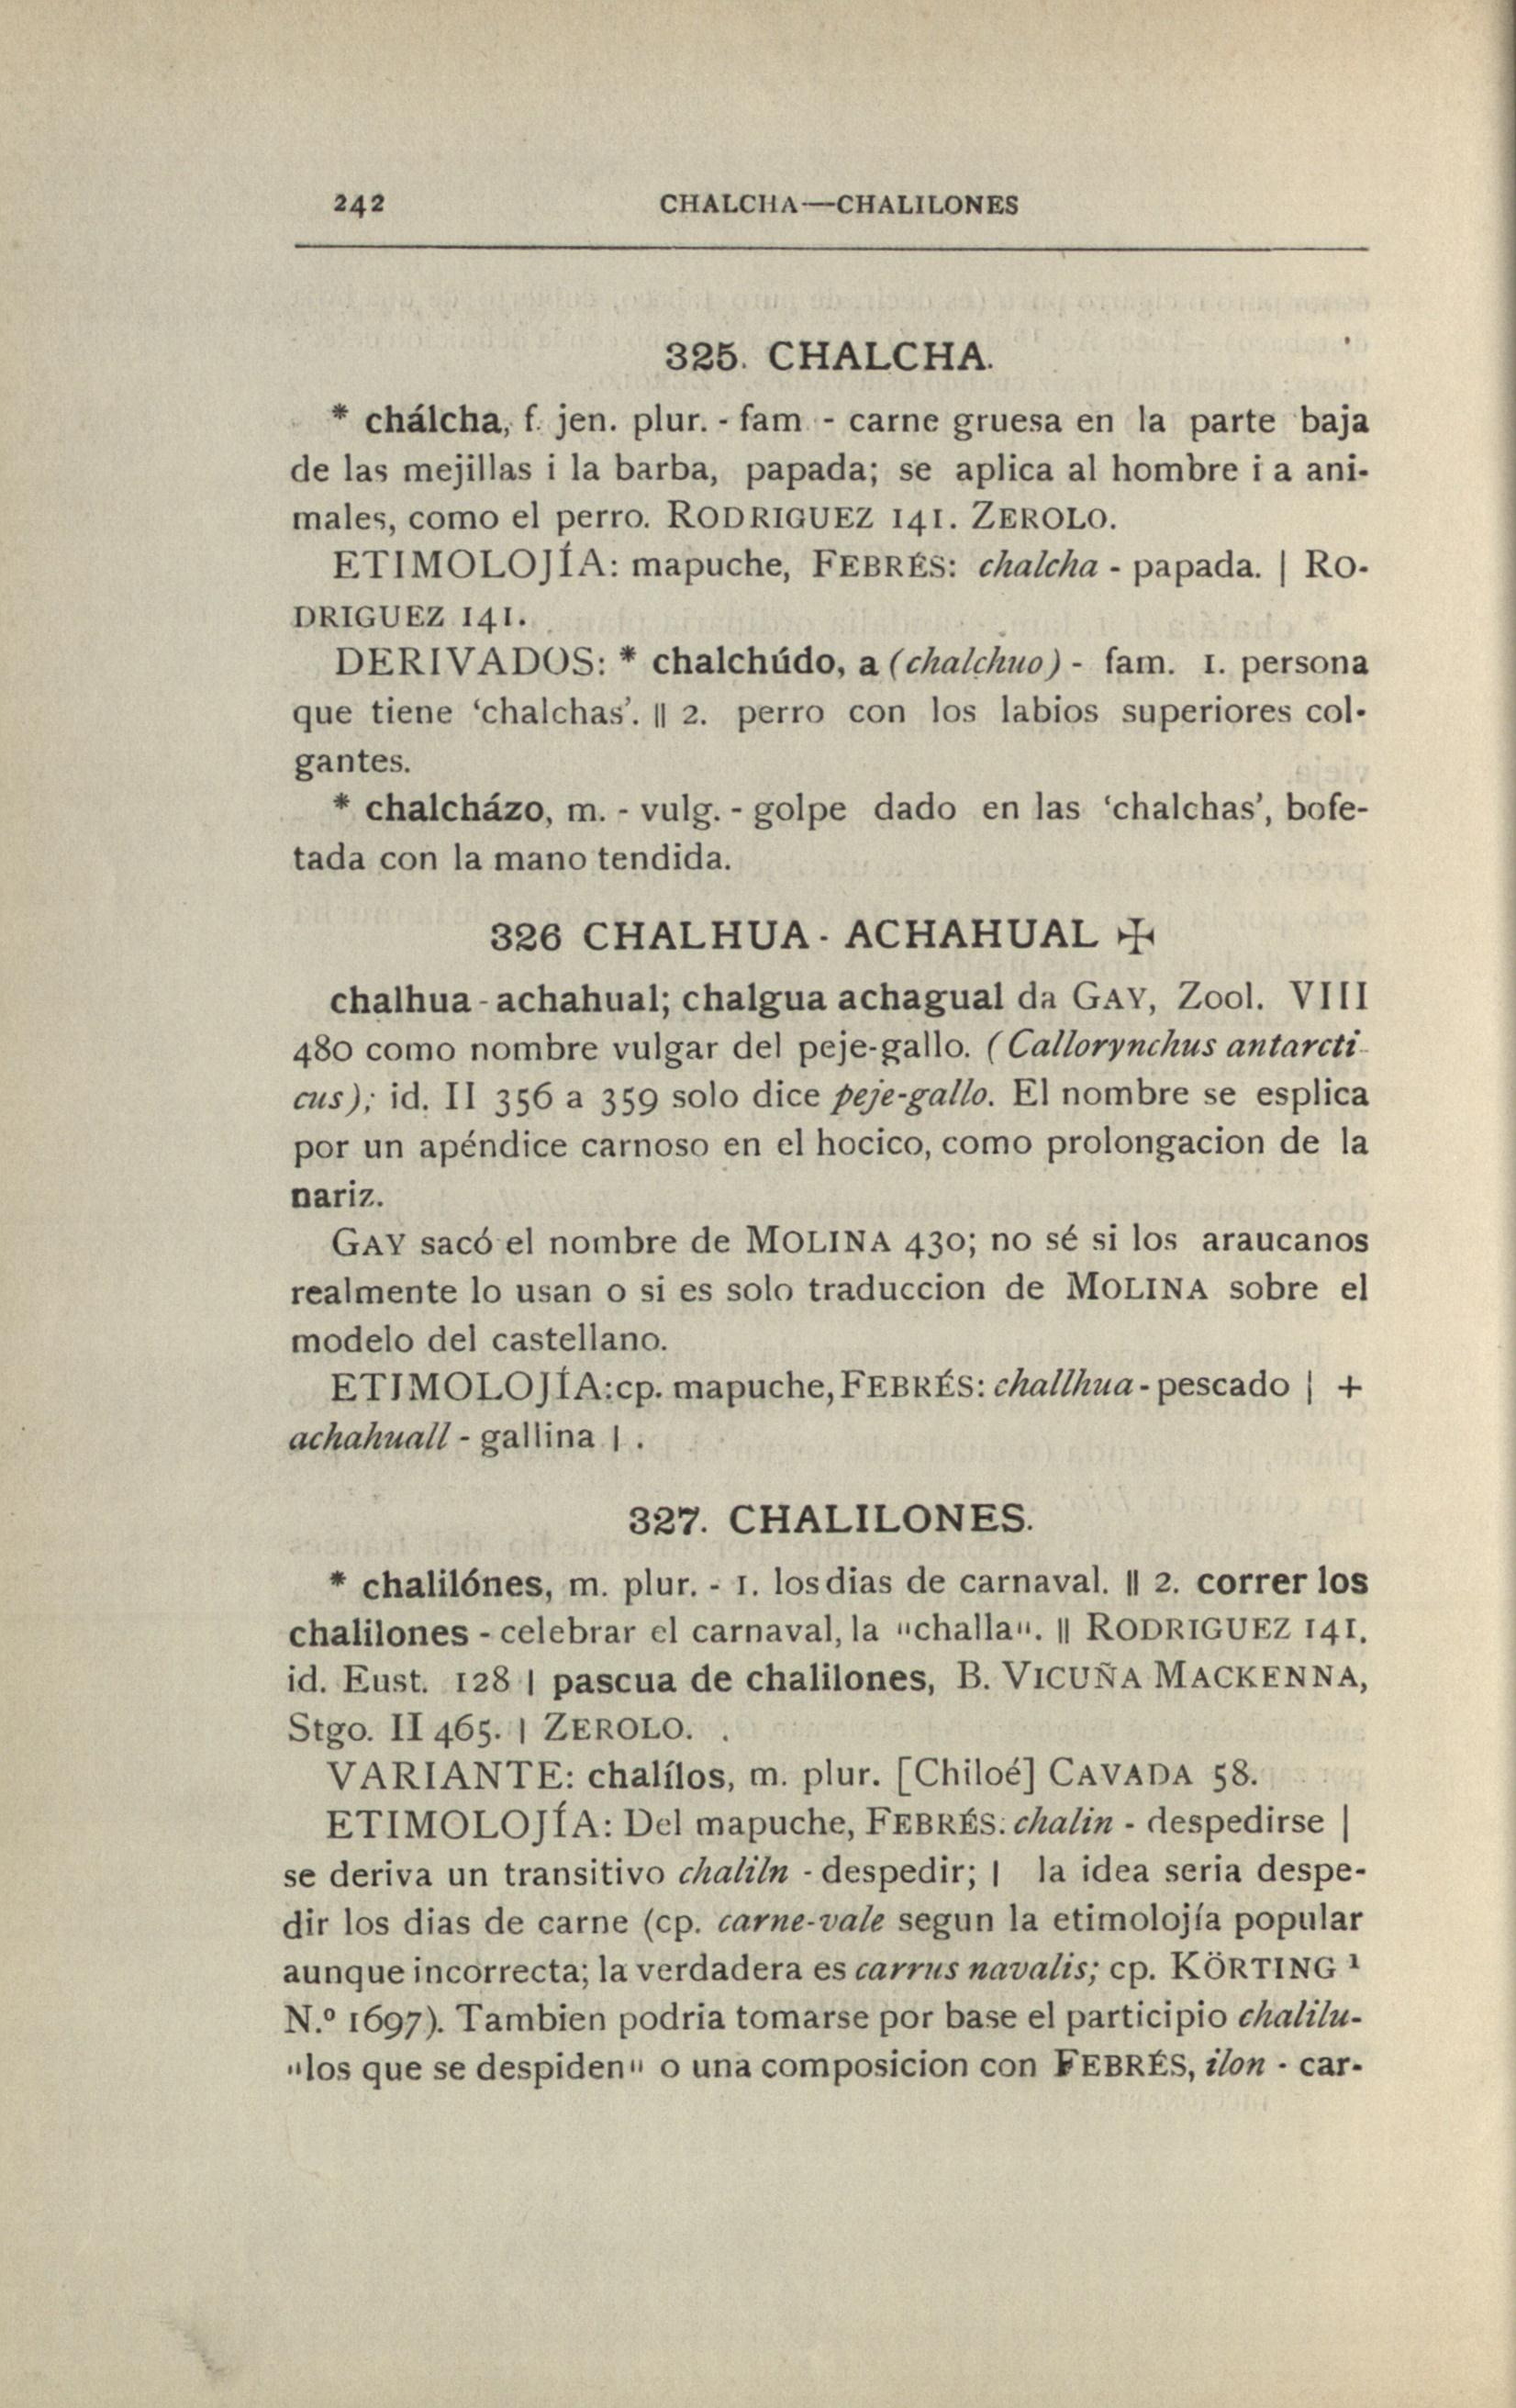 242 CHALCHA—CHALILONES
325. CHALCHA.
* chálcha, f. jen. plur. - fam - carne gruesa en la parte baja
de las mejillas i la barba, papada; se aplica al hombre i a ani-
males, como el perro. RODRIGUEZ 141. ZEROLO.
ETIMOLOJÍA: mapuche, FEBRÉS: chalcha - papada. | RO-
DRIGUEZ 141.
DERIVADOS: * chalchúdo, a (chalchuo) - fam. 1. persona
que tiene ‘chalchas’. || 2. perro con los labios superiores col-
gantes.
* chalcházo, m. - vulg. - golpe dado en las ‘chalchas’, bofe-
tada con la mano tendida.
326 CHALHUA - ACHAHUAL ✠
chalhua - achahual; chalgua achagual da GAY, Zool. VIII
480 como nombre vulgar del peje-gallo. (Callorynchus antarcti-
cus); id. II 356 a 359 solo dice peje-gallo. El nombre se esplica
por un apéndice carnoso en el hocico, como prolongacion de la
nariz.
GAY sacó el nombre de MOLINA 430; no sé si los araucanos
realmente lo usan o si es solo traduccion de MOLINA sobre el
modelo del castellano.
ETIMOLOJÍA: cp. mapuche, FEBRÉS: challhua - pescado | +
achahuall - gallina | .
327. CHALILONES.
* chalilónes, m. plur. - 1. los dias de carnaval. || 2. correr los
chalilones - celebrar el carnaval, la "challa". || RODRIGUEZ 141.
id. Eust. 128 | pascua de chalilones, B. VICUÑA MACKENNA,
Stgo. II 465. | ZEROLO. .
VARIANTE: chalílos, m. plur. [Chiloé] CAVADA 58.
ETIMOLOJÍA: Del mapuche, FEBRÉS: chalin - despedirse |
se deriva un transitivo chaliln - despedir; | la idea seria despe-
dir los dias de carne (cp. carne-vale segun la etimolojía popular
aunque incorrecta; la verdadera es carrus navalis; cp. KÖRTING ¹
N.º 1697). Tambien podria tomarse por base el participio chalilu-
"los que se despiden" o una composicion con FEBRÉS, ilon - car-